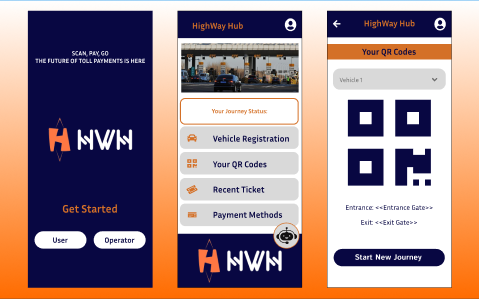 SCAN, PAY, GO
THE FUTURE OF TOLL PAYMENTS IS HERE
H HWH
Get Started
User
Operator
HighWay Hub
Your Journey Status:
Vehicle Registration
Your QR Codes
Recent Ticket
Payment Methods
H HWH
HighWay Hub
Your QR Codes
Vehicle 1
Entrance: <<Entrance Gate>>
Exit: <<Exit Gate>>
Start New Journey